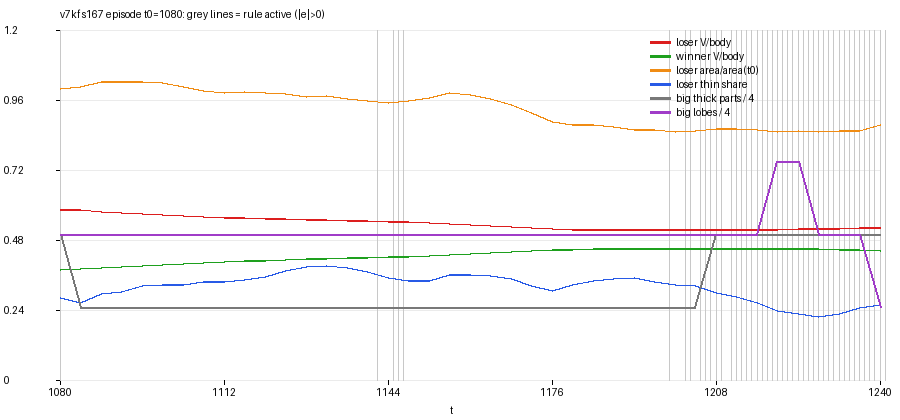 v7kf s167 episode t0=1080: grey lines = rule active (|e|>0)
1.2
0.96
0.72
0.48
0.24
0
loser V/body
winner V/body
loser area/area(t0)
loser thin share
big thick parts / 4
big lobes / 4
1080
1112
1144
1176
1208
1240
t